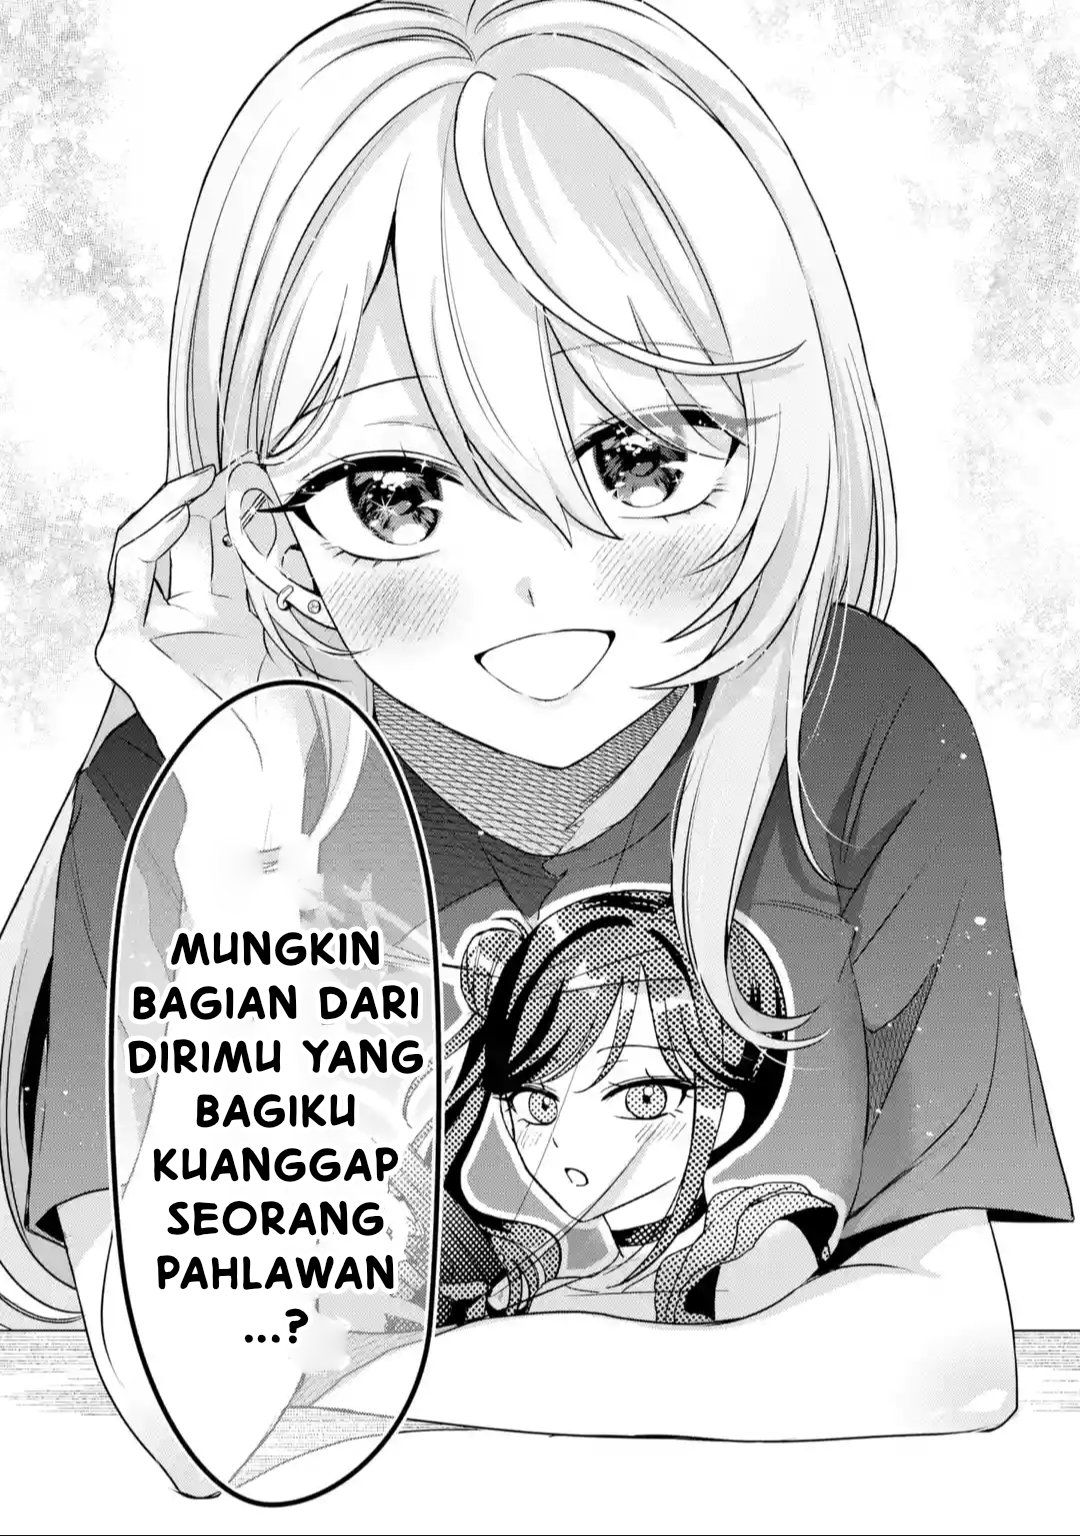 MUNGKIN
BAGIAN DARI
DIRIMU YANG
BAGIKU
KUANGGAP
SEORANG
PAHLAWAN
...?